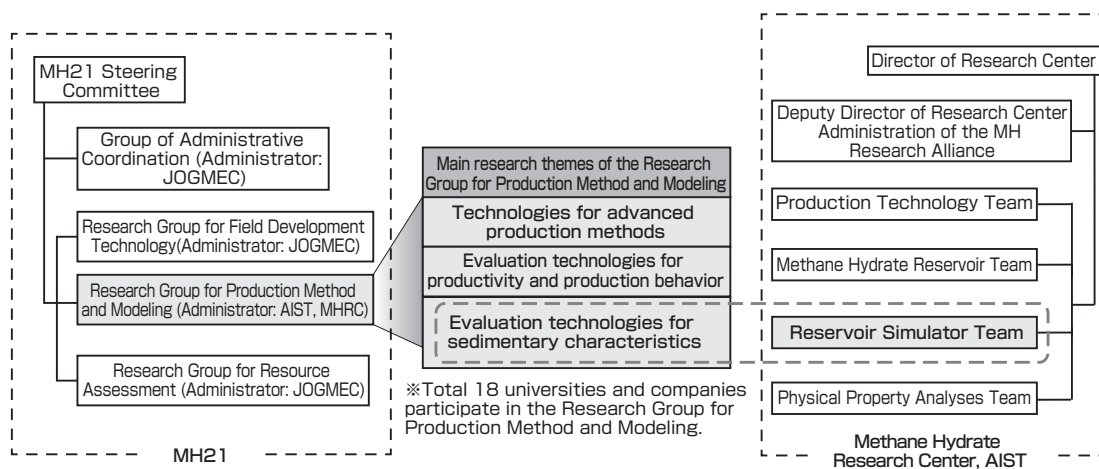 MH21 Steering
Committee
Group of Administrative
Coordination (Administrator:
JOGMEC)
Research Group for Field Development
Technology(Administrator: JOGMEC)
Research Group for Production Method
and Modeling (Administrator: AIST, MHRC)
Research Group for Resource
Assessment (Administrator: JOGMEC)
MH21
Main research themes of the Research
Group for Production Method and Modeling
Technologies for advanced
production methods
Evaluation technologies for
productivity and production behavior
Evaluation technologies for
sedimentary characteristics
※Total 18 universities and companies
participate in the Research Group for
Production Method and Modeling.
Director of Research Center
Deputy Director of Research Center
Administration of the MH
Research Alliance
Production Technology Team
Methane Hydrate Reservoir Team
Reservoir Simulator Team
Physical Property Analyses Team
Methane Hydrate
Research Center, AIST